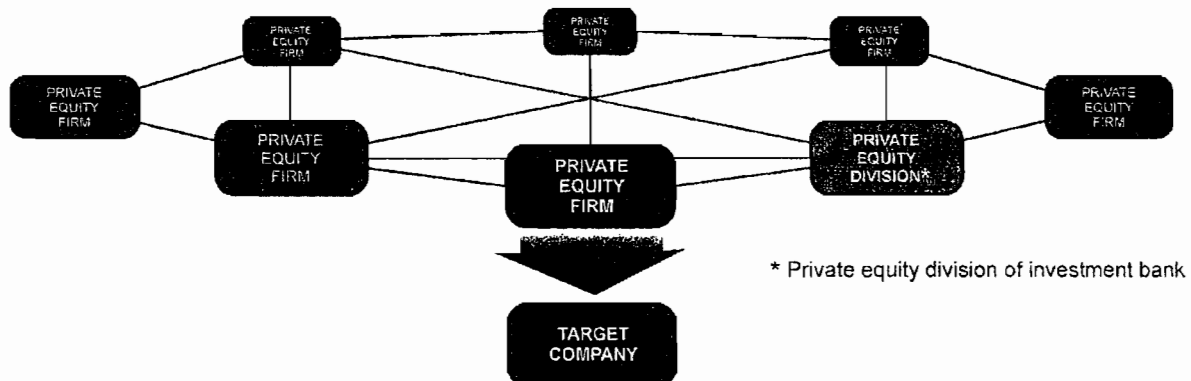 PRIVATE
EQUITY
FIRM
PRIVATE
EQUITY
FIRM
PRIVATE
EQUITY
FIRM
PRIVATE
EQUITY
FIRM
PRIVATE
EQUITY
FIRM
PRIVATE
EQUITY
FIRM
PRIVATE
EQUITY
DIVISION*
PRIVATE
EQUITY
FIRM
* Private equity division of investment bank
TARGET
COMPANY